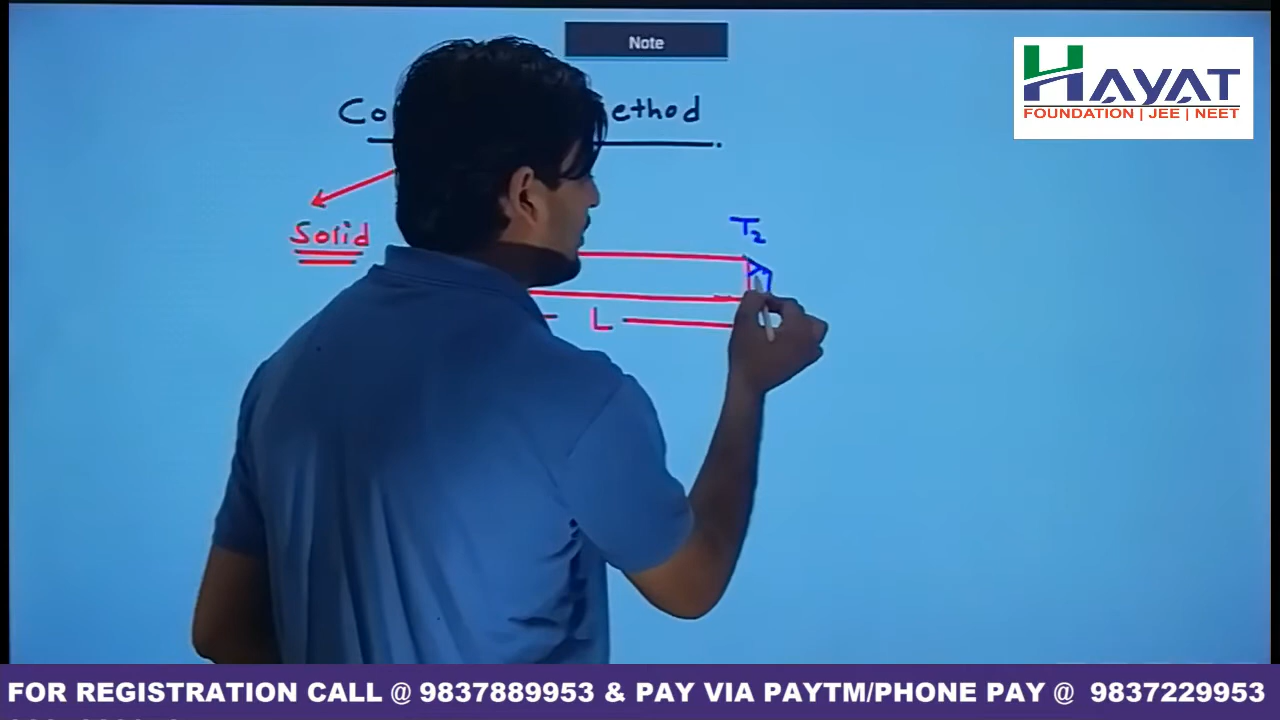 Note
HAYAT
FOUNDATION | JEE | NEET
Co ethod
Solid
T2
L
FOR REGISTRATION CALL @ 9837889953 & PAY VIA PAYTM/PHONE PAY @ 9837229953